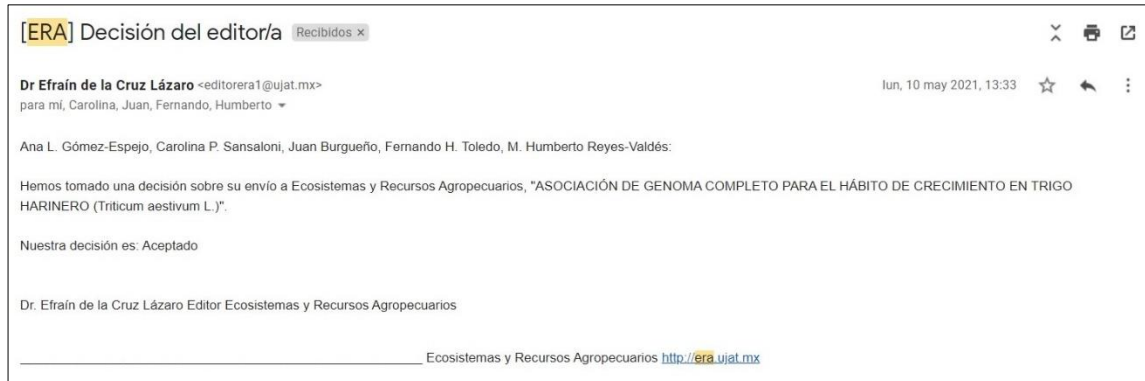 [ERA] Decisión del editor/a Recibidos x
Dr Efraín de la Cruz Lázaro <editorera1@ujat.mx> lun, 10 may 2021, 13:33
para mí, Carolina, Juan, Fernando, Humberto
Ana L. Gómez-Espejo, Carolina P. Sansaloni, Juan Burgueño, Fernando H. Toledo, M. Humberto Reyes-Valdés:
Hemos tomado una decisión sobre su envío a Ecosistemas y Recursos Agropecuarios, "ASOCIACIÓN DE GENOMA COMPLETO PARA EL HÁBITO DE CRECIMIENTO EN TRIGO
HARINERO (Triticum aestivum L.)".
Nuestra decisión es: Aceptado
Dr. Efraín de la Cruz Lázaro Editor Ecosistemas y Recursos Agropecuarios
Ecosistemas y Recursos Agropecuarios http://era.ujat.mx